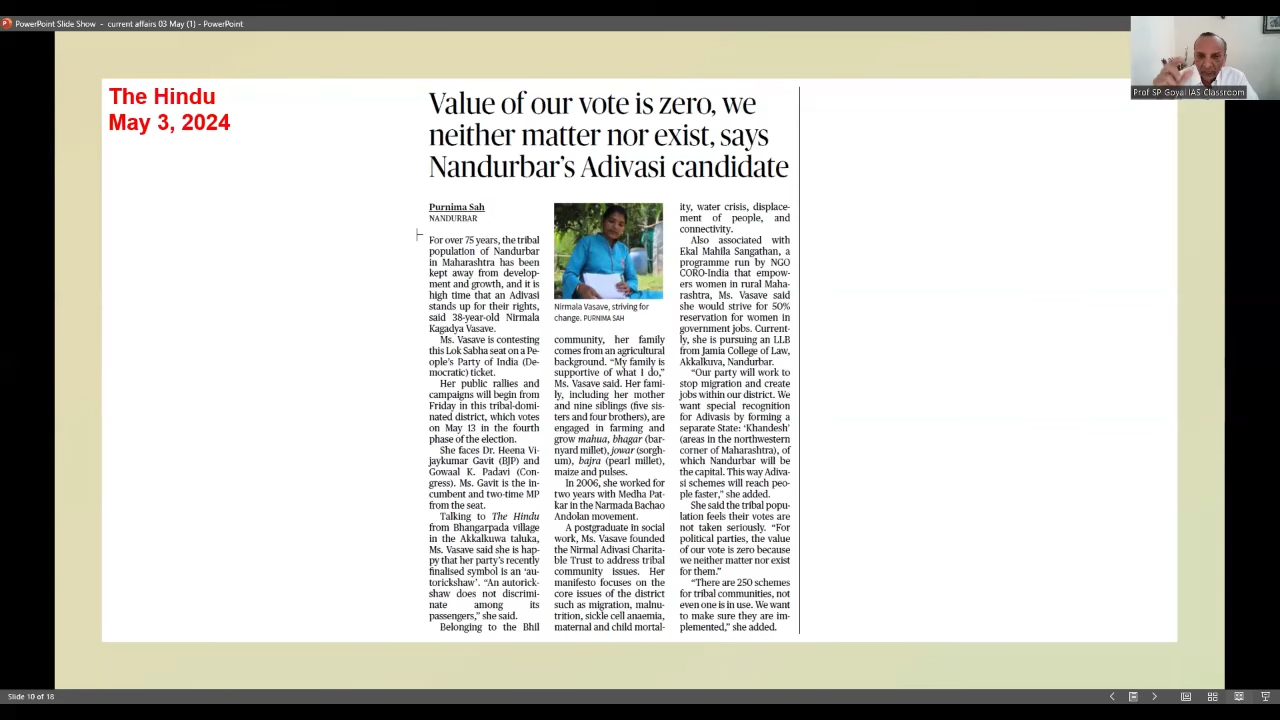 PowerPoint Slide Show - current affairs 03 May (1) - PowerPoint
Prof SP Goyal IAS Classroom
The Hindu
May 3, 2024
Value of our vote is zero, we
neither matter nor exist, says
Nandurbar's Adivasi candidate
Purnima Sah
NANDURBAR
For over 75 years, the tribal
population of Nandurbar
in Maharashtra has been
kept away from develop-
ment and growth, and it is
high time that an Adivasi
stands up for their rights,
said 38-year-old Nirmala
Kagadya Vasave.
Ms. Vasave is contesting
this Lok Sabha seat on a Pe-
ople's Party of India (De-
mocratic) ticket.
Her public rallies and
campaigns will begin from
Friday in this tribal-domi-
nated district, which votes
on May 13 in the fourth
phase of the election.
She faces Dr. Heena Vi-
jaykumar Gavit (BJP) and
Gowaal K. Padavi (Con-
gress). Ms. Gavit is the in-
cumbent and two-time MP
from the seat.
Talking to The Hindu
from Bhangarpada village
in the Akkalkuwa taluka,
Ms. Vasave said she is hap-
py that her party's recently
finalised symbol is an 'au-
torickshaw'. "An autorick-
shaw does not discrimi-
nate among its
passengers," she said.
Belonging to the Bhil
Nirmala Vasave, striving for
change. PURNIMA SAH
community, her family
comes from an agricultural
background. "My family is
supportive of what I do,"
Ms. Vasave said. Her fami-
ly, including her mother
and nine siblings (five sis-
ters and four brothers), are
engaged in farming and
grow mahua, bhagar (bar-
nyard millet), jowar (sorgh-
um), bajra (pearl millet),
maize and pulses.
In 2006, she worked for
two years with Medha Pat-
kar in the Narmada Bachao
Andolan movement.
A postgraduate in social
work, Ms. Vasave founded
the Nirmal Adivasi Charita-
ble Trust to address tribal
community issues. Her
manifesto focuses on the
core issues of the district
such as migration, malnu-
trition, sickle cell anaemia,
maternal and child mortal-
ity, water crisis, displace-
ment of people, and
connectivity.
Also associated with
Ekal Mahila Sangathan, a
programme run by NGO
CORO-India that empow-
ers women in rural Maha-
rashtra, Ms. Vasave said
she would strive for 50%
reservation for women in
government jobs. Current-
ly, she is pursuing an LLB
from Jamia College of Law,
Akkalkuva, Nandurbar.
"Our party will work to
stop migration and create
jobs within our district. We
want special recognition
for Adivasis by forming a
separate State: 'Khandesh'
(areas in the northwestern
corner of Maharashtra), of
which Nandurbar will be
the capital. This way Adiva-
si schemes will reach peo-
ple faster," she added.
She said the tribal popu-
lation feels their votes are
not taken seriously. "For
political parties, the value
of our vote is zero because
we neither matter nor exist
for them."
"There are 250 schemes
for tribal communities, not
even one is in use. We want
to make sure they are im-
plemented," she added.
Slide 10 of 18